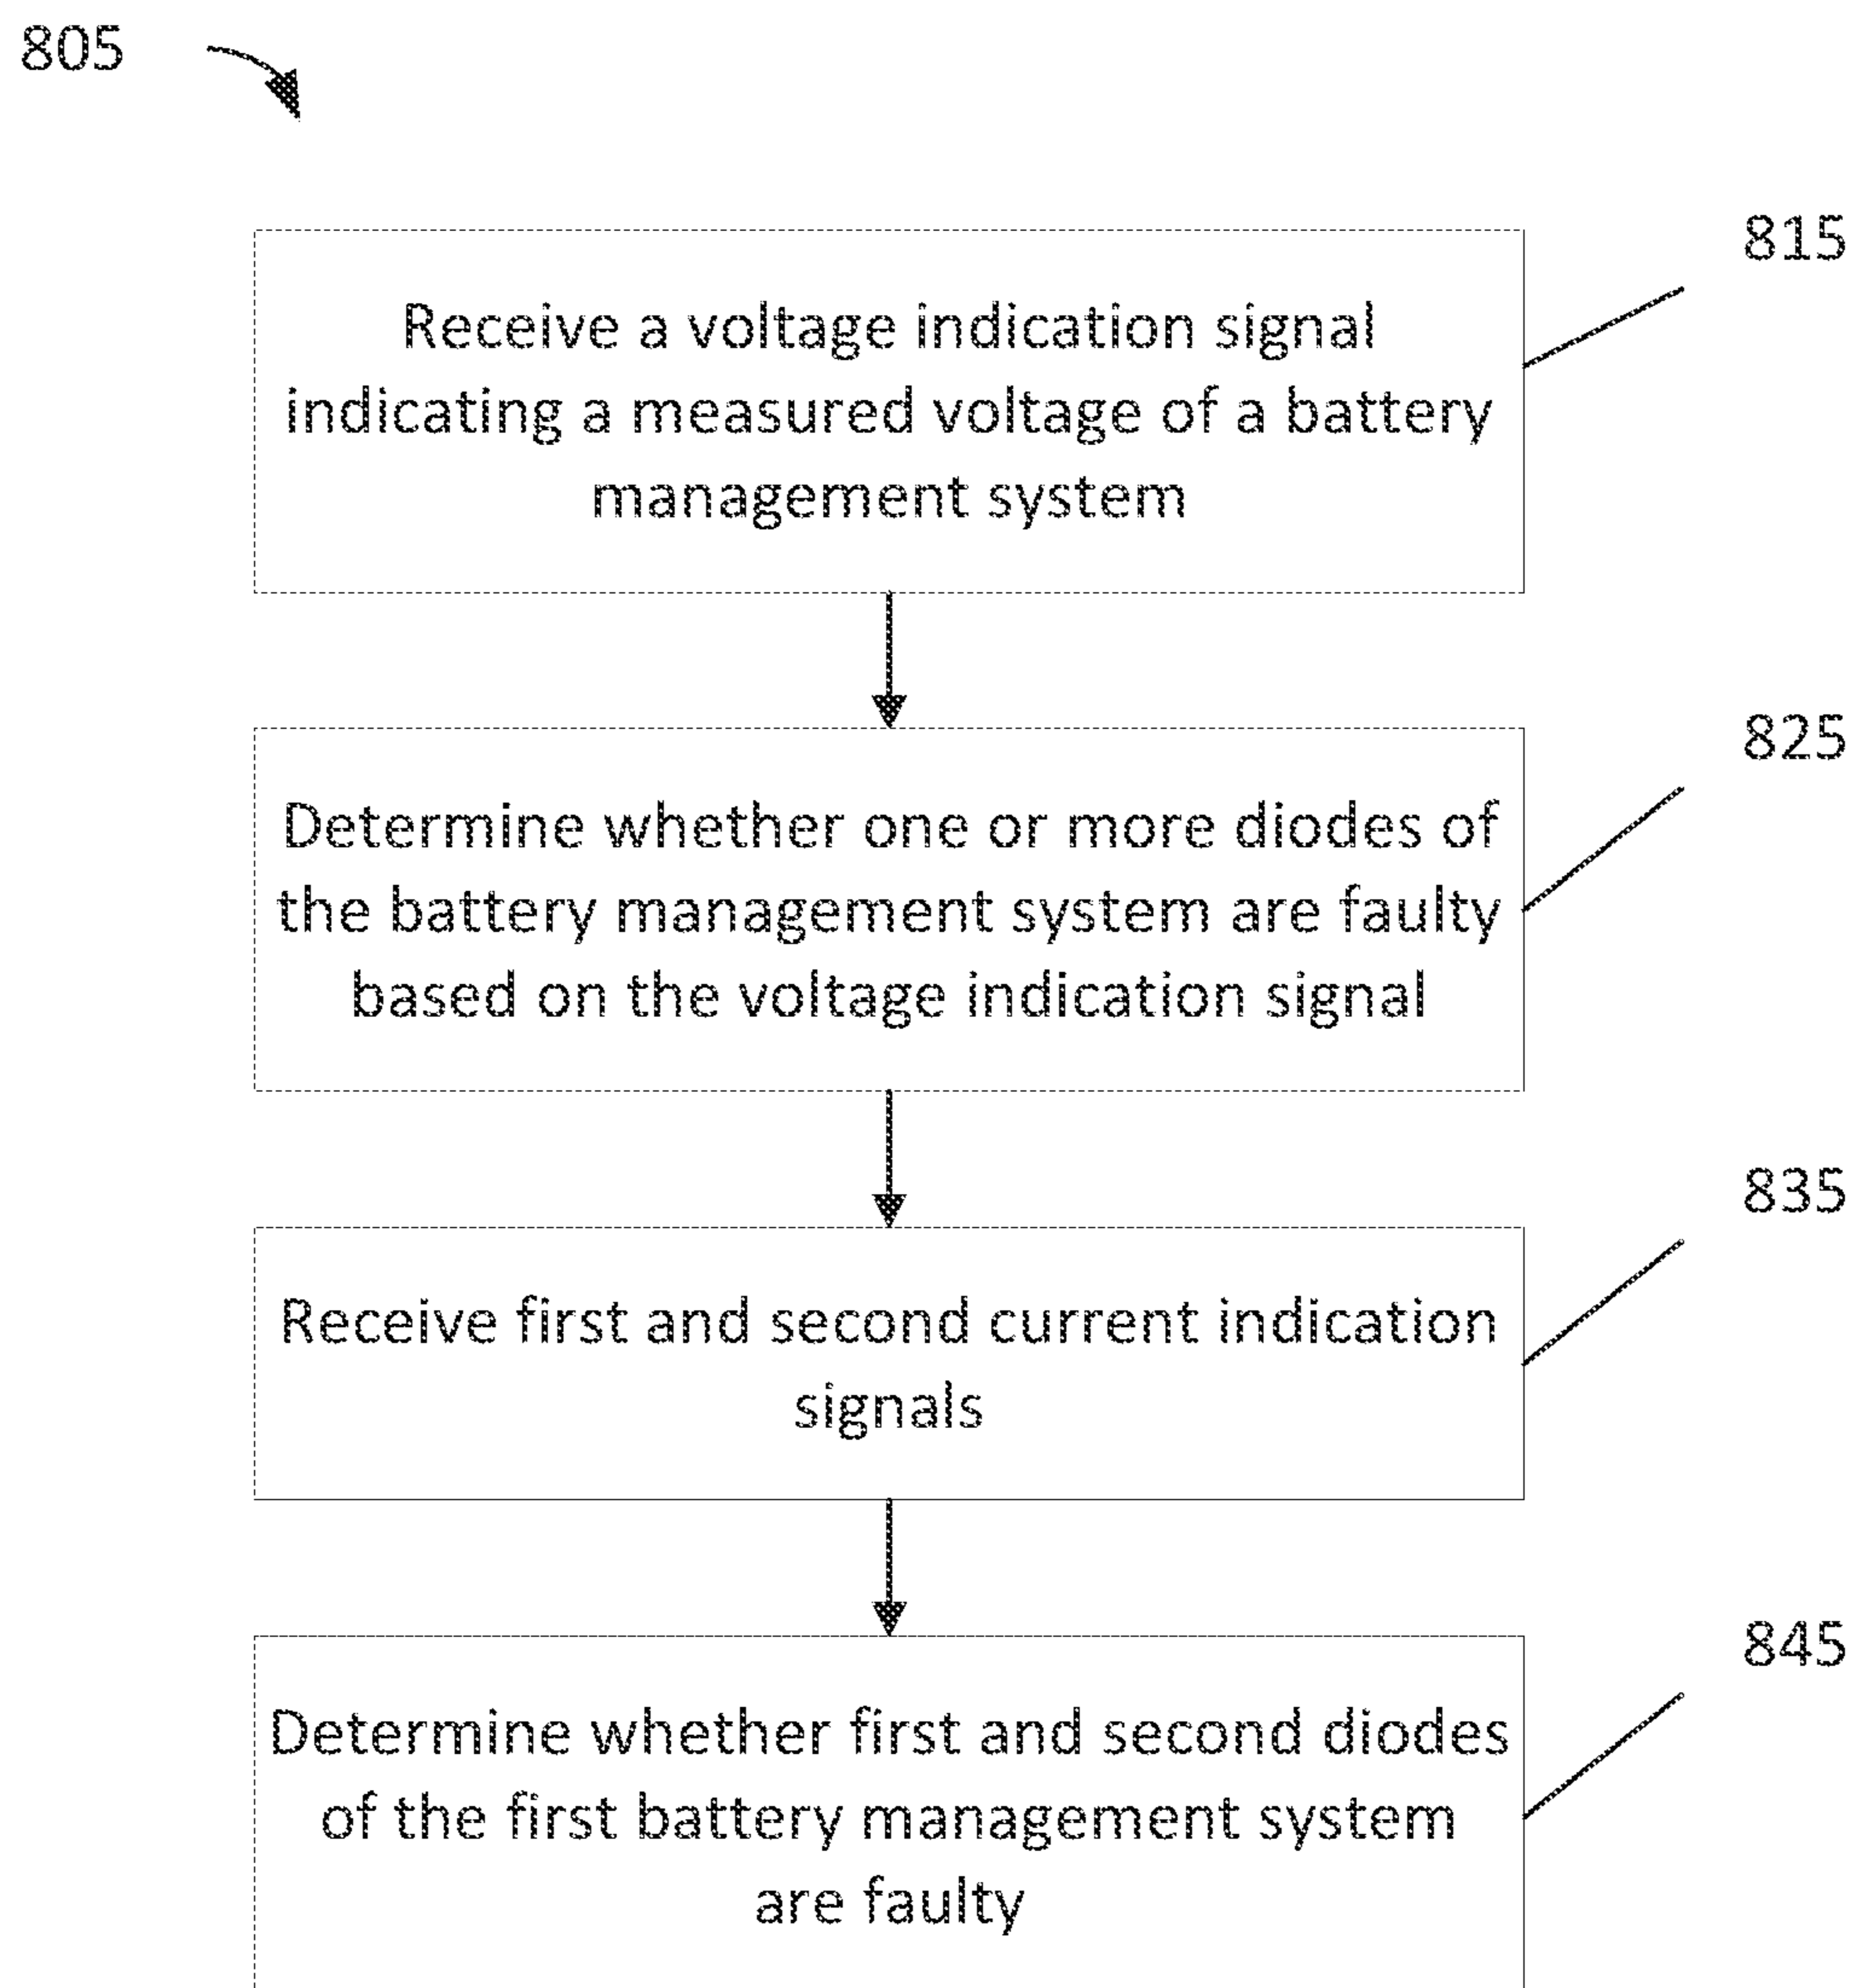 805
815
Receive a voltage indication signal
indicating a measured voltage of a battery
management system
825
Determine whether one or more diodes of
the battery management system are faulty
based on the voltage indication signal
835
Receive first and second current indication
signals
845
Determine whether first and second diodes
of the first battery management system
are faulty